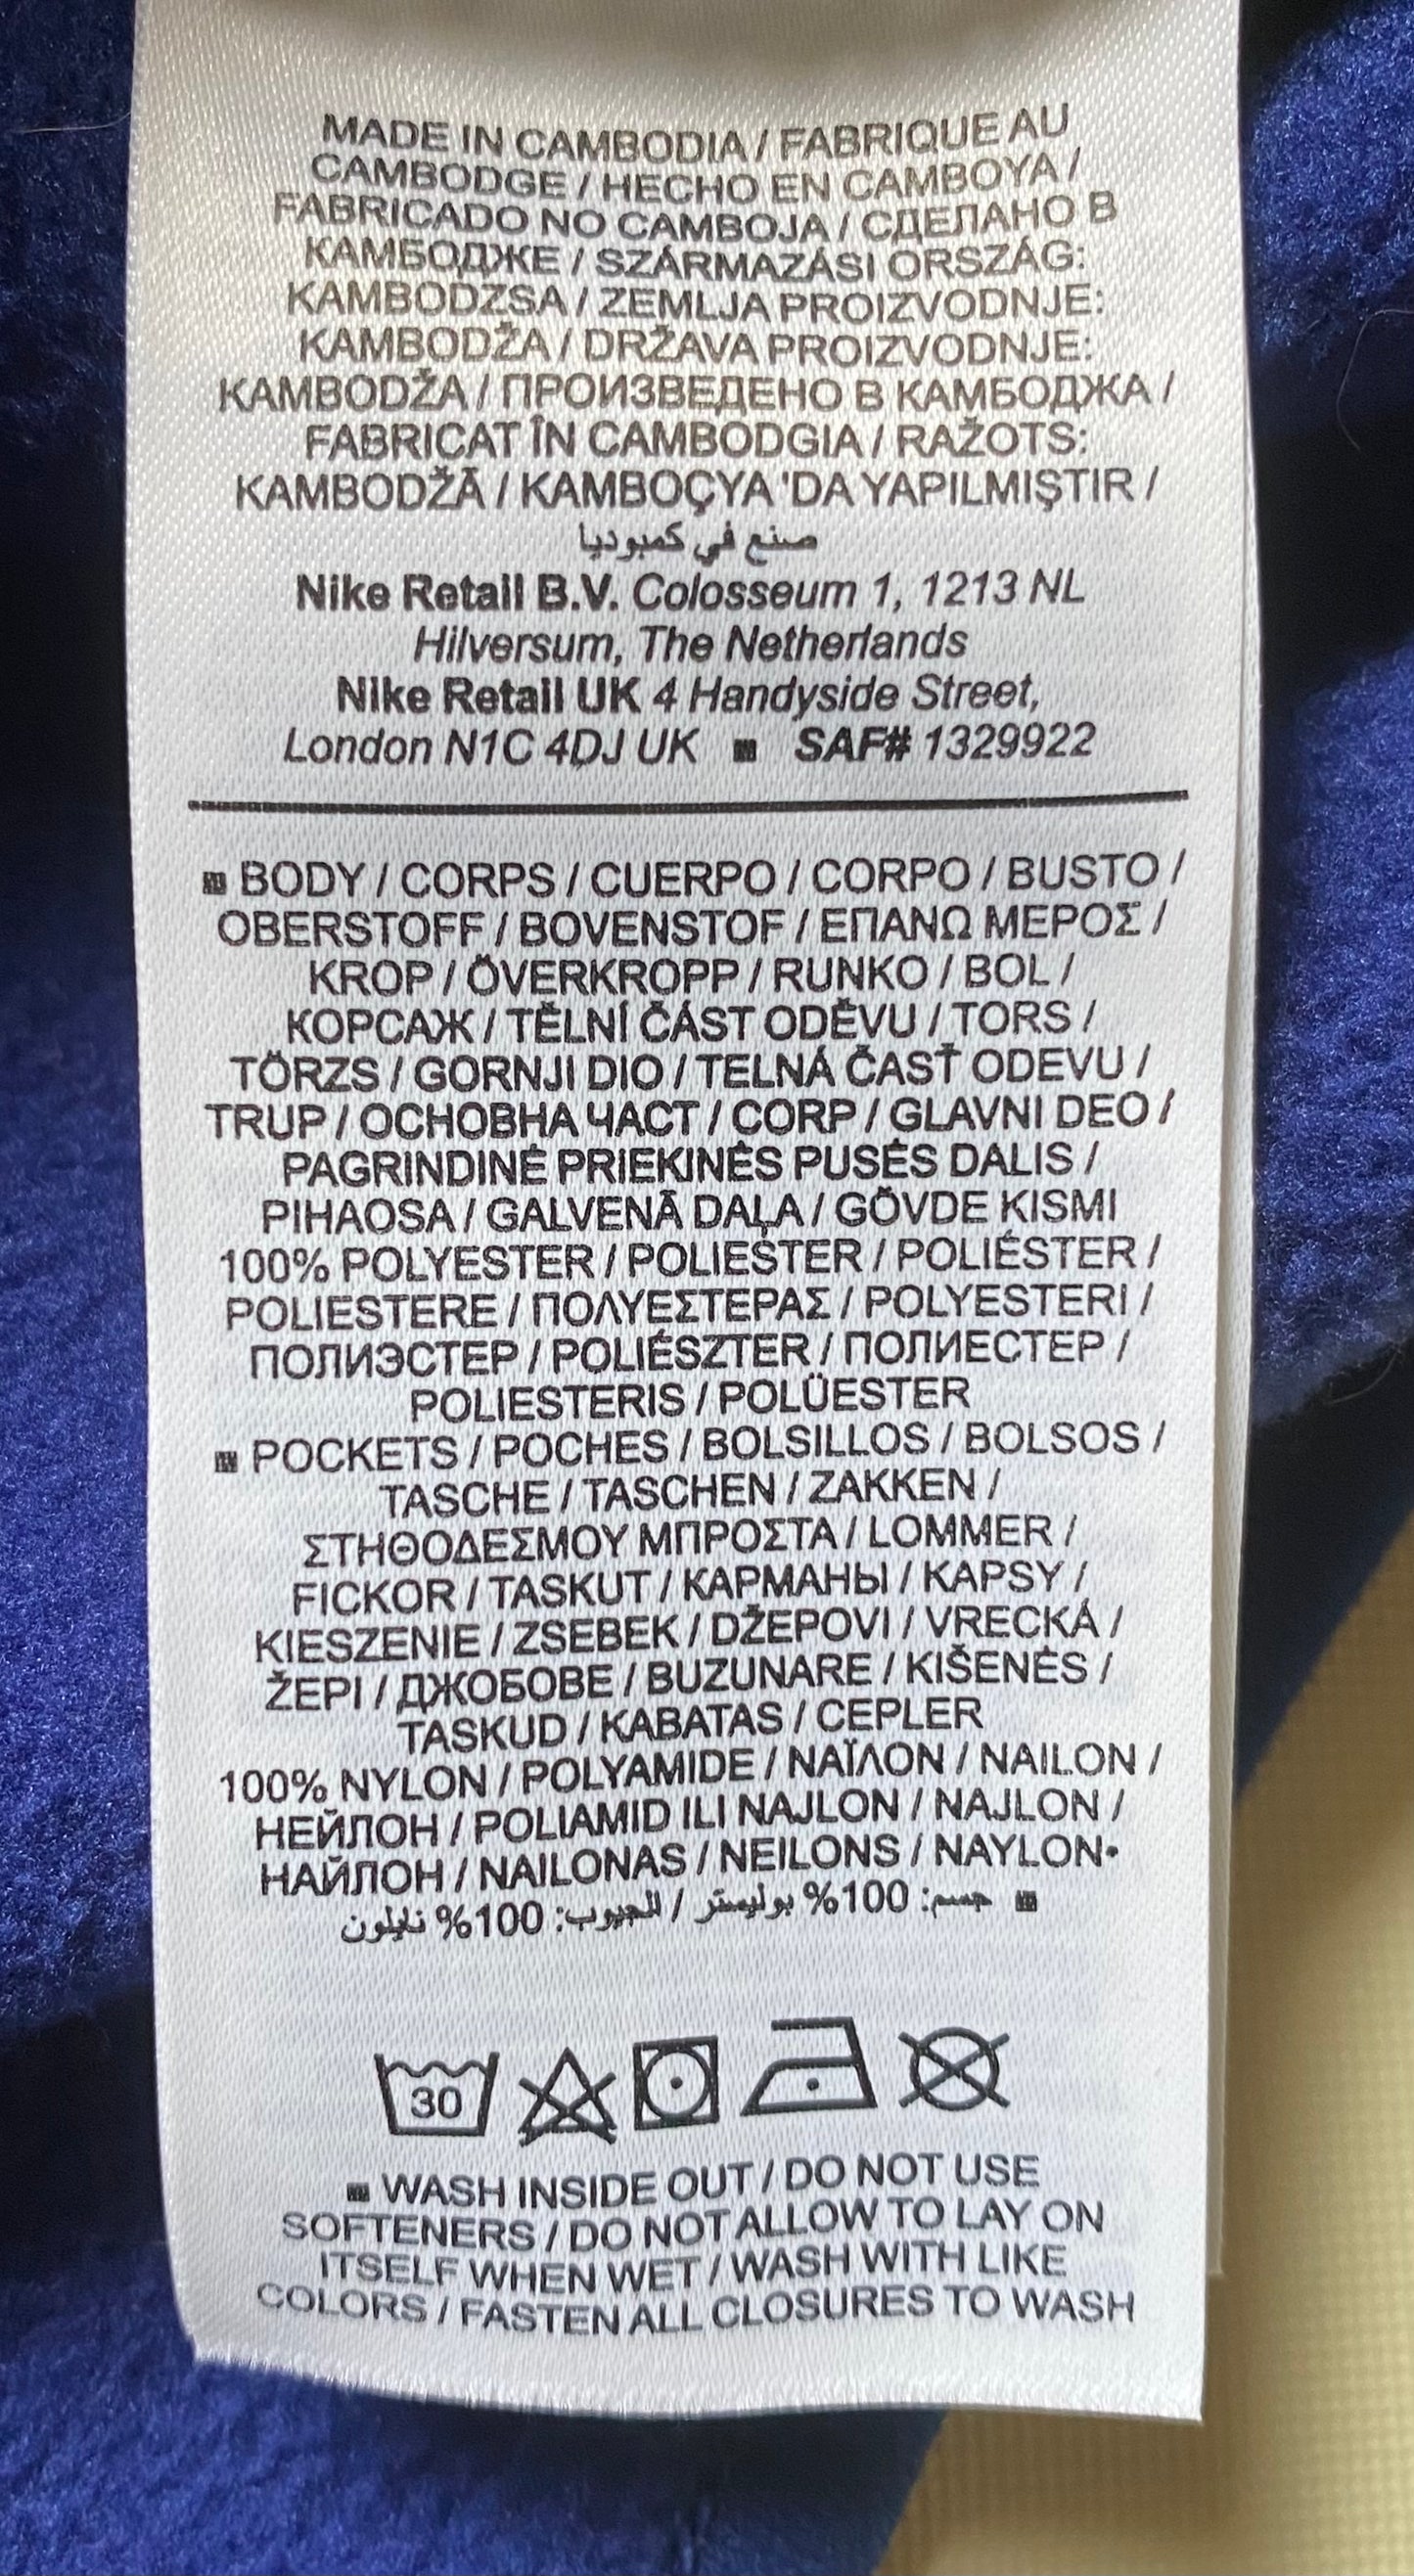 MADE IN CAMBODIA / FABRIQUE AU
CAMBODGE / HECHO EN CAMBOYA /
FABRICADO NO CAMBOJA / СДЕЛАНО В
КАМБОДЖЕ / SZÁRMAZÁSI ORSZÁG:
KAMBODZSA / ZEMLJA PROIZVODNJE:
KAMBODŽA / DRŽAVA PROIZVODNJE:
KAMBODŽA / ПРОИЗВЕДЕНО В КАМБОДЖА /
FABRICAT ÎN CAMBODGIA / RAŽOTS:
KAMBODŽĀ / KAMBOÇYA 'DA YAPILMIŞTIR /
صنع في كمبوديا
Nike Retail B.V. Colosseum 1, 1213 NL
Hilversum, The Netherlands
Nike Retail UK 4 Handyside Street,
London N1C 4DJ UK SAF# 1329922
BODY / CORPS / CUERPO / CORPO / BUSTO /
OBERSTOFF / BOVENSTOF / ΕΠΑΝΩ ΜΕΡΟΣ /
KROP / ÖVERKROPP / RUNKO / BOL /
КОРСАЖ / TĚLNÍ ČÁST ODĚVU / TORS /
TÖRZS / GORNJI DIO / TELNÁ ČASŤ ODEVU /
TRUP / ОСНОВНА ЧАСТ / CORP / GLAVNI DEO /
PAGRINDINĖ PRIEKINĖS PUSĖS DALIS /
PIHAOSA / GALVENĀ DAĻA / GÖVDE KISMI
100% POLYESTER / POLIESTER / POLIÉSTER /
POLIESTERE / ΠΟΛΥΕΣΤΕΡΑΣ / POLYESTERI /
ПОЛИЭСТЕР / POLIÉSZTER / ПОЛИЕСТЕР /
POLIESTERIS / POLÜESTER
POCKETS / POCHES / BOLSILLOS / BOLSOS /
TASCHE / TASCHEN / ZAKKEN /
ΣΤΗΘΟΔΕΣΜΟΥ ΜΠΡΟΣΤΑ / LOMMER /
FICKOR / TASKUT / КАРМАНЫ / KAPSY /
KIESZENIE / ZSEBEK / DŽEPOVI / VRECKÁ /
ŽEPI / ДЖОБОВЕ / BUZUNARE / KIŠENĖS /
TASKUD / KABATAS / CEPLER
100% NYLON / POLYAMIDE / ΝΑΪΛΟΝ / NAILON /
НЕЙЛОН / POLIAMID ILI NAJLON / NAJLON /
НАЙЛОН / NAILONAS / NEILONS / NAYLON•
جسم: 100% بوليستر / الجيوب: 100% نايلون
30
WASH INSIDE OUT / DO NOT USE
SOFTENERS / DO NOT ALLOW TO LAY ON
ITSELF WHEN WET / WASH WITH LIKE
COLORS / FASTEN ALL CLOSURES TO WASH